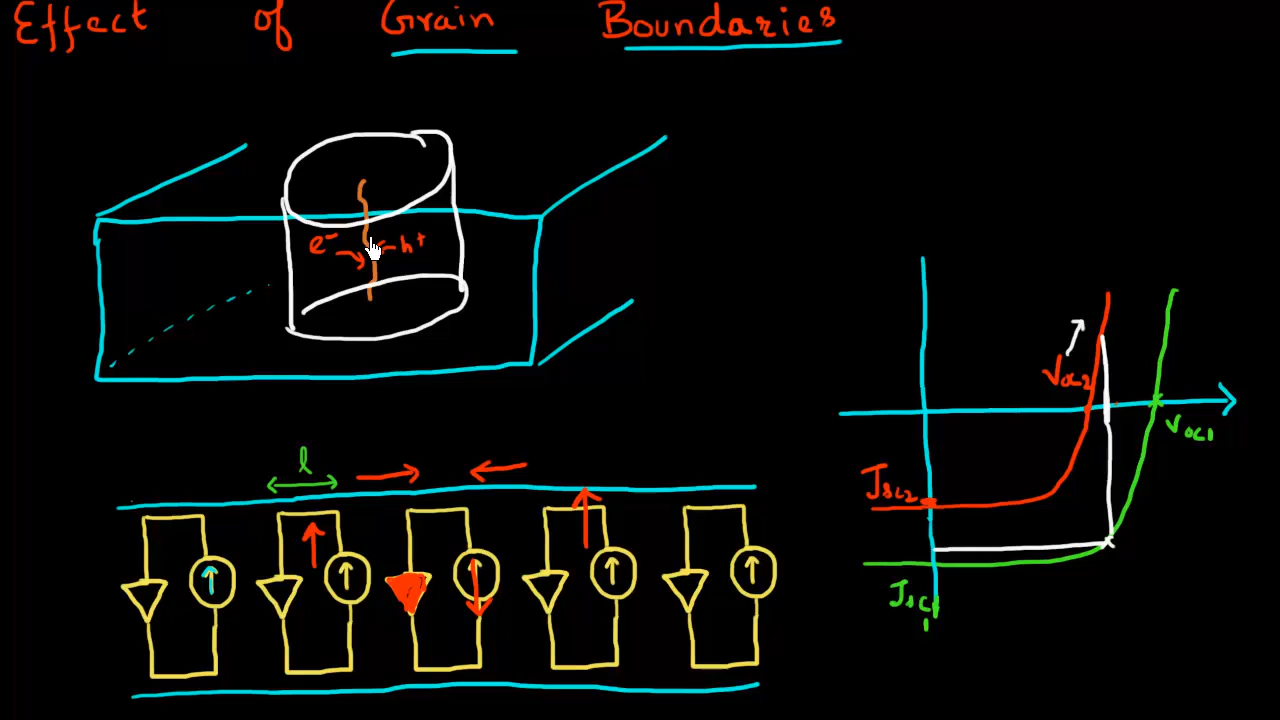 Effect of Grain Boundaries
e⁻ h⁺
l
Voc2
Voc1
Jsc2
Jsc1